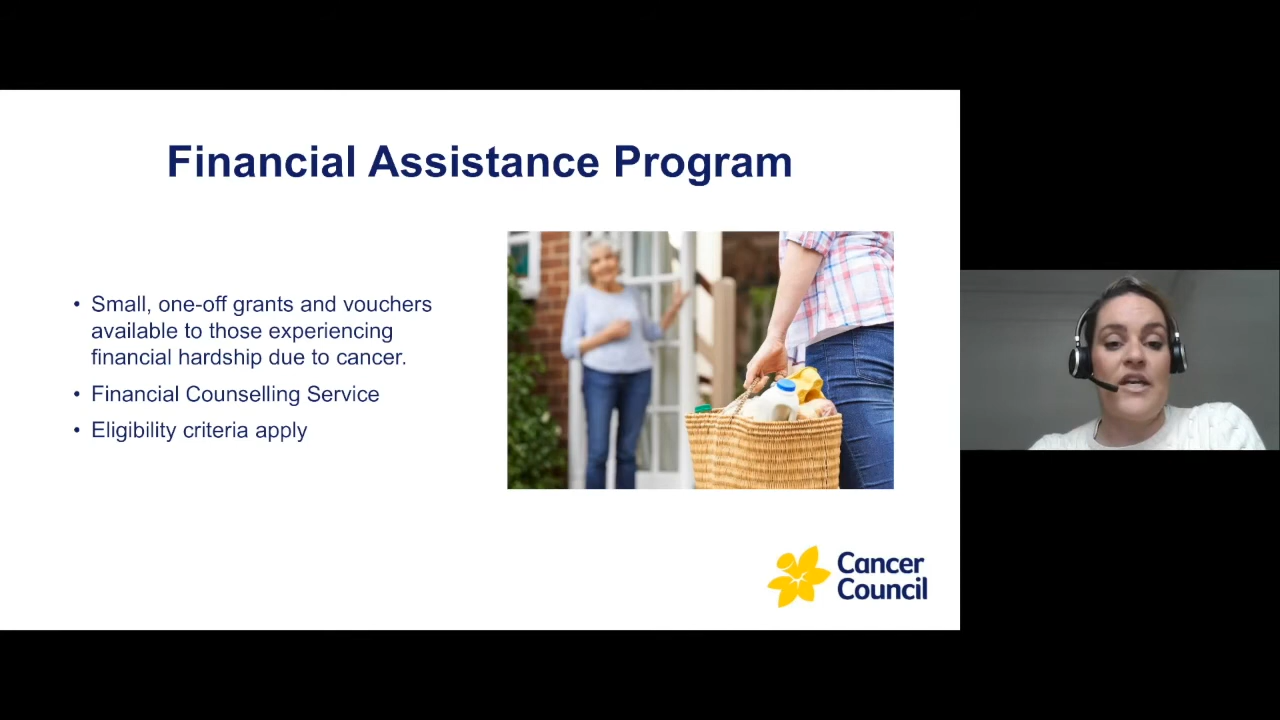 Financial Assistance Program
• Small, one-off grants and vouchers
available to those experiencing
financial hardship due to cancer.
• Financial Counselling Service
• Eligibility criteria apply
Cancer
Council